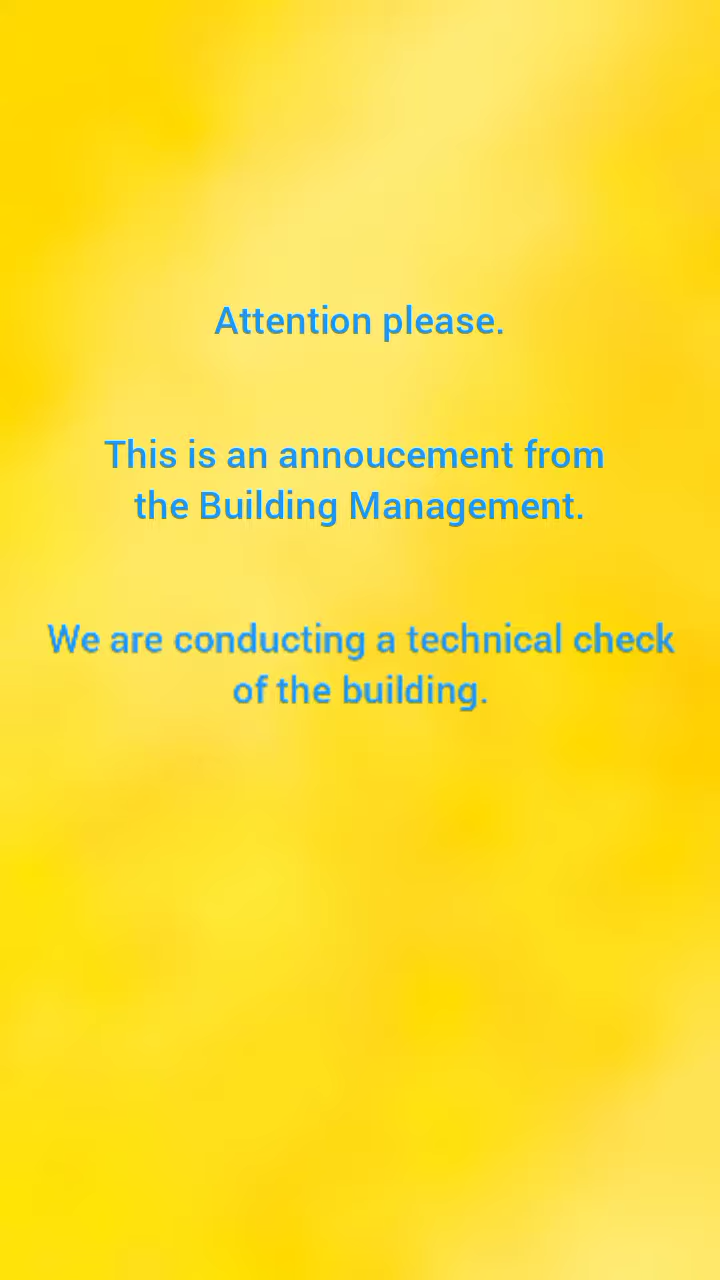 Attention please.
This is an annoucement from
the Building Management.
We are conducting a technical check
of the building.